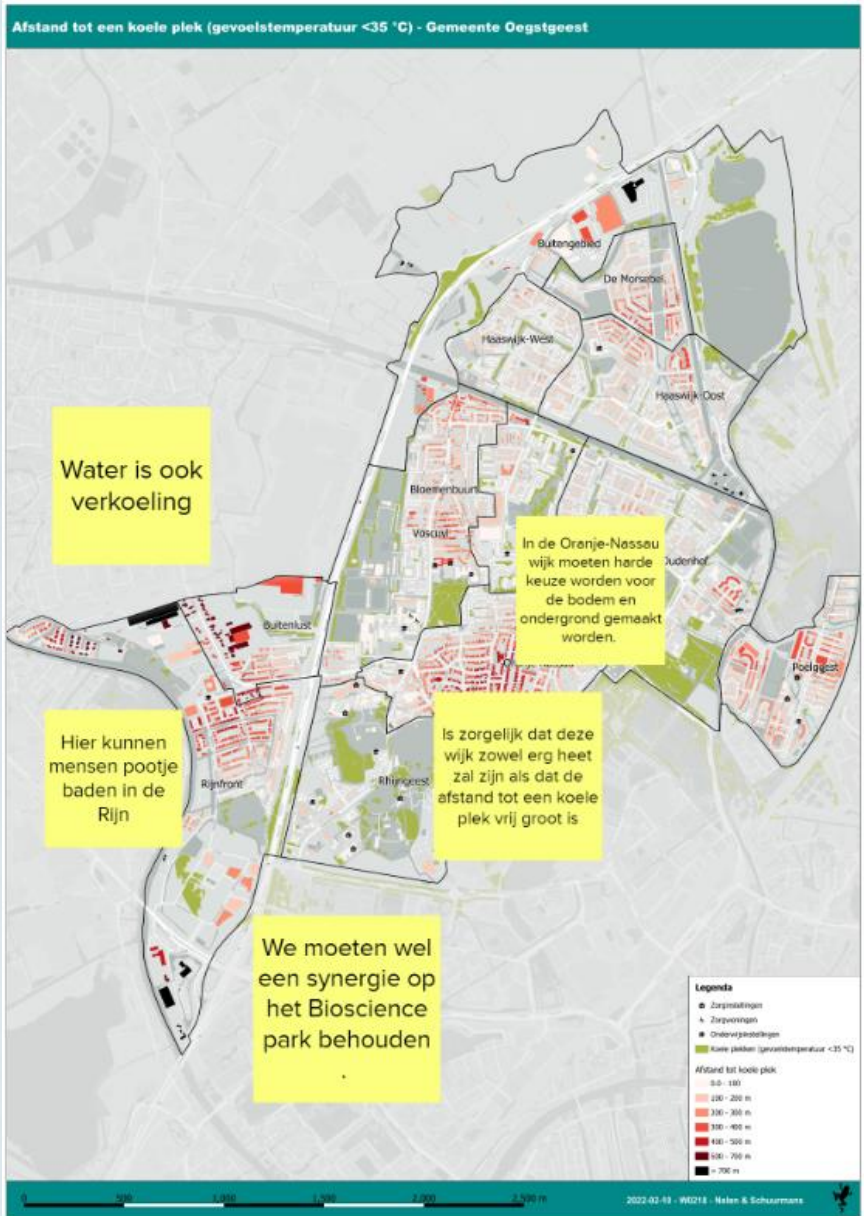 Afstand tot een koele plek (gevoelstemperatuur <35 °C) - Gemeente Oegstgeest
Buitengebied
De Morsebel
Haaswijk-West
Haaswijk-Oost
Water is ook
verkoeling
Bloemenbuurt
Voscuyl
In de Oranje-Nassau
wijk moeten harde
keuze worden voor
de bodem en
ondergrond gemaakt
worden.
Oudenhof
Buitenlust
Poelgeest
Hier kunnen
mensen pootje
baden in de
Rijn
Is zorgelijk dat deze
wijk zowel erg heet
zal zijn als dat de
afstand tot een koele
plek vrij groot is
Rijnfront
Rhijngeest
We moeten wel
een synergie op
het Bioscience
park behouden
.
Legenda
Zorginstellingen
Zorgwoningen
Onderwijsinstellingen
Koele plekken (gevoelstemperatuur <35 °C)
Afstand tot koele plek
0.0 - 100
100 - 200 m
200 - 300 m
300 - 400 m
400 - 500 m
500 - 700 m
> 700 m
0 500 1,000 1,500 2,000 2,500 m
2022-02-10 - W0218 - Nelen & Schuurmans